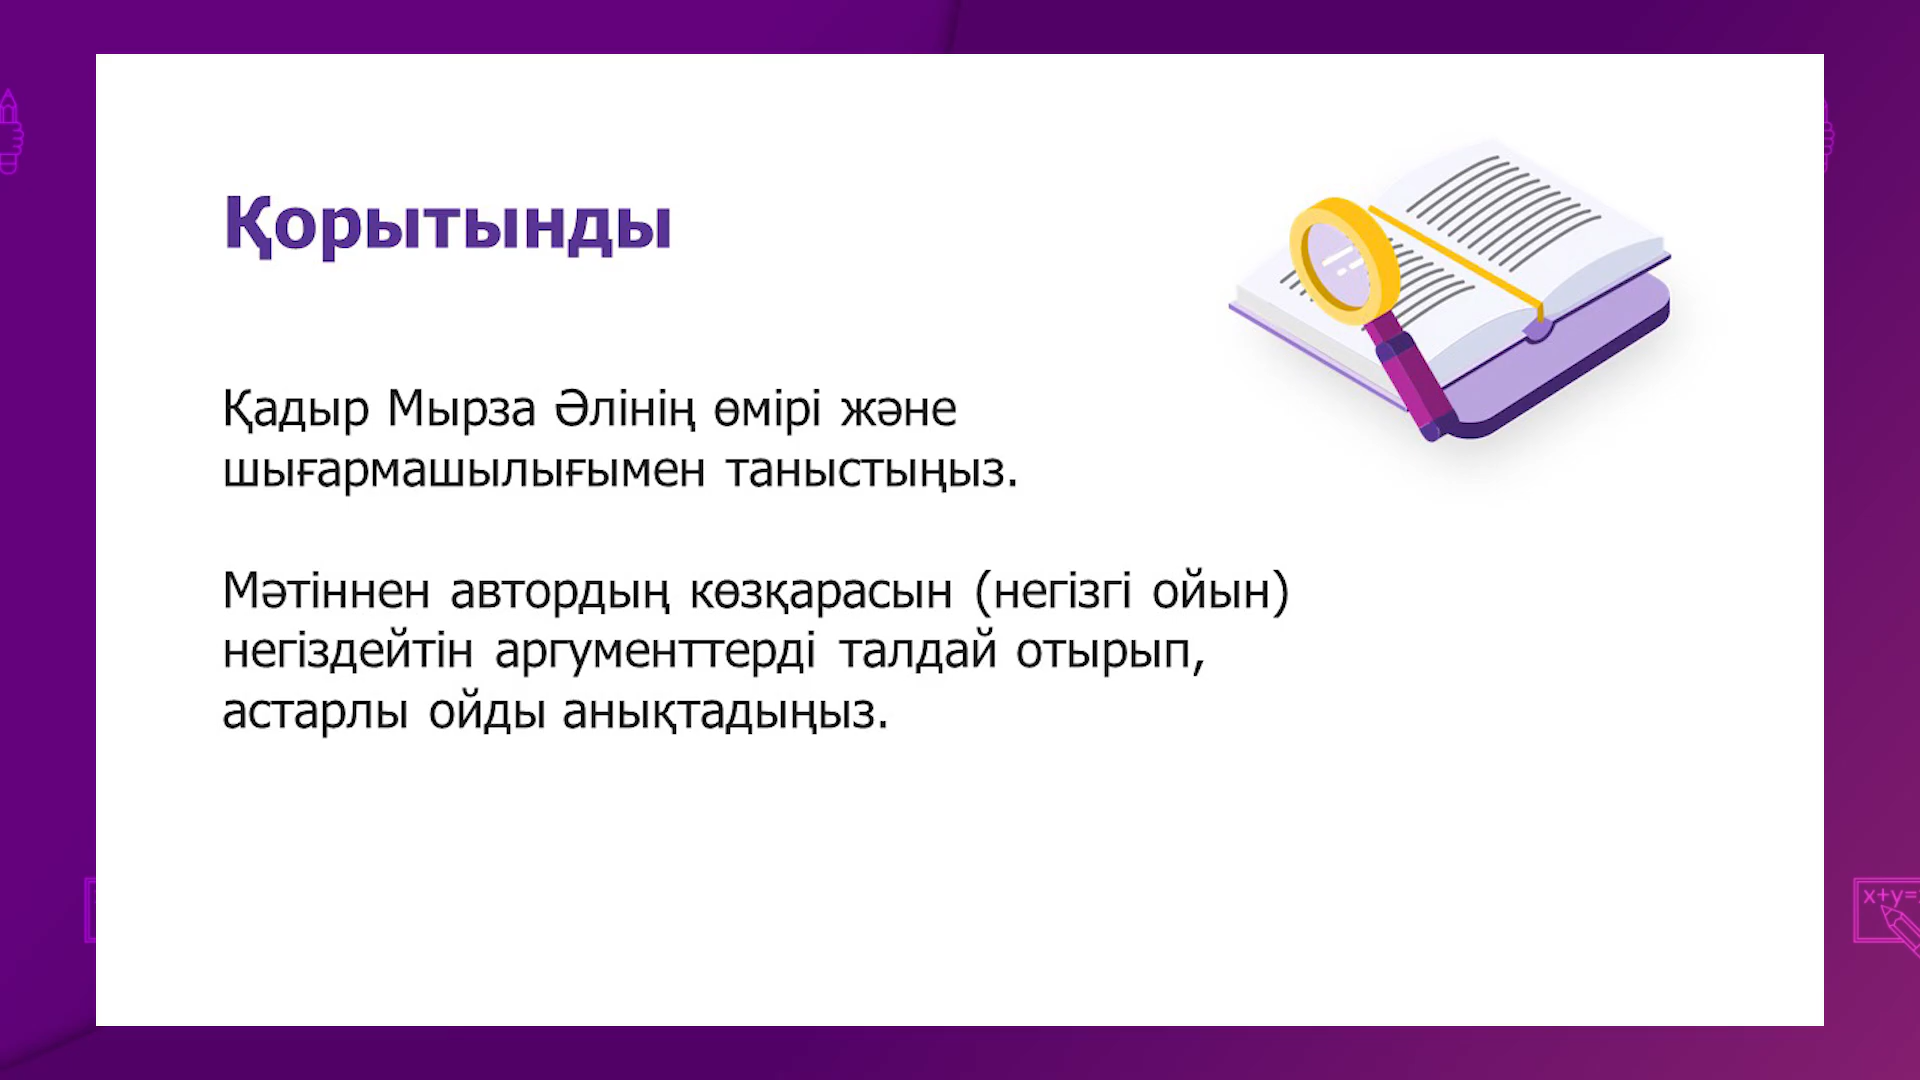 Қорытынды
Қадыр Мырза Әлінің өмірі және
шығармашылығымен таныстыңыз.
Мәтіннен автордың көзқарасын (негізгі ойын)
негіздейтін аргументтерді талдай отырып,
астарлы ойды анықтадыңыз.
x+y=